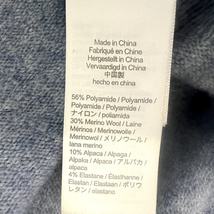 Made in China
Fabriqué en Chine
Hergestellt in China
Vervaardigd in China
中国製
hecho en china
56% Polyamide / Polyamide /
Polyamide / Polyamide /
ナイロン / poliamida
30% Merino Wool / Laine
Mérinos / Merinowolle /
Merinowol / メリノウール /
lana merino
10% Alpaca / Alpaga /
Alpaka / Alpaca / アルパカ /
alpaca
4% Elastane / Élasthanne /
Elastan / Elastaan / ポリウ
レタン / elastano